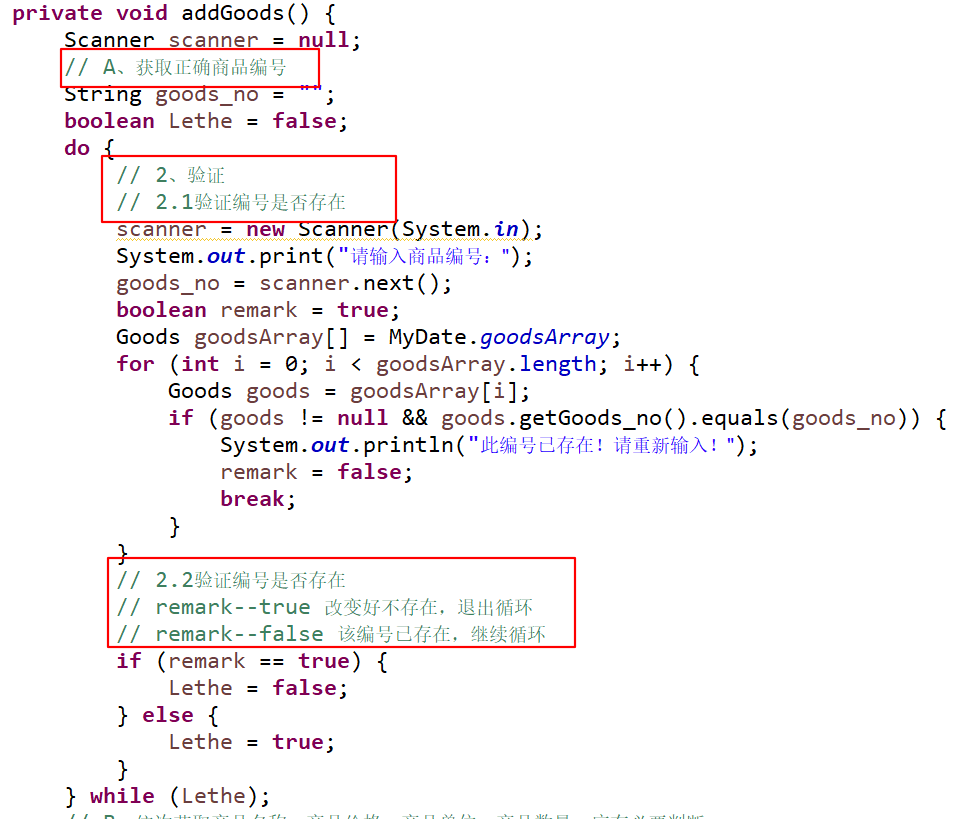 private void addGoods() {
    Scanner scanner = null;
    // A、获取正确商品编号
    String goods_no = "";
    boolean Lethe = false;
    do {
        // 2、验证
        // 2.1验证编号是否存在
        scanner = new Scanner(System.in);
        System.out.print("请输入商品编号：");
        goods_no = scanner.next();
        boolean remark = true;
        Goods goodsArray[] = MyDate.goodsArray;
        for (int i = 0; i < goodsArray.length; i++) {
            Goods goods = goodsArray[i];
            if (goods != null && goods.getGoods_no().equals(goods_no)) {
                System.out.println("此编号已存在！请重新输入！");
                remark = false;
                break;
            }
        }
        // 2.2验证编号是否存在
        // remark--true 改变好不存在，退出循环
        // remark--false 该编号已存在，继续循环
        if (remark == true) {
            Lethe = false;
        } else {
            Lethe = true;
        }
    } while (Lethe);